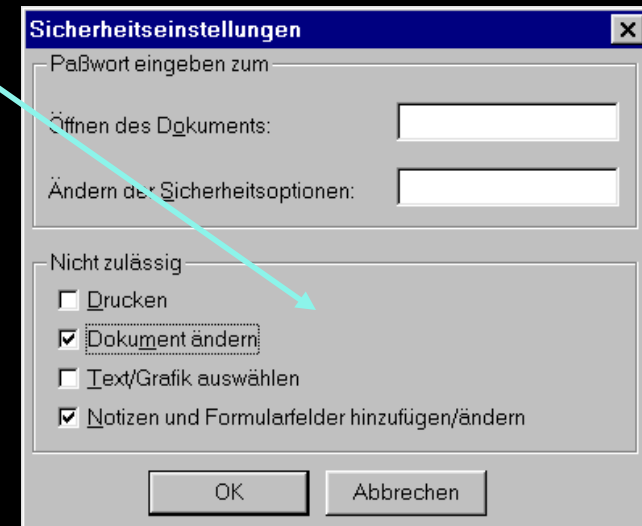 Sicherheitseinstellungen
Paßwort eingeben zum
Öffnen des Dokuments:
Ändern der Sicherheitsoptionen:
Nicht zulässig
Drucken
Dokument ändern
Text/Grafik auswählen
Notizen und Formularfelder hinzufügen/ändern
OK Abbrechen